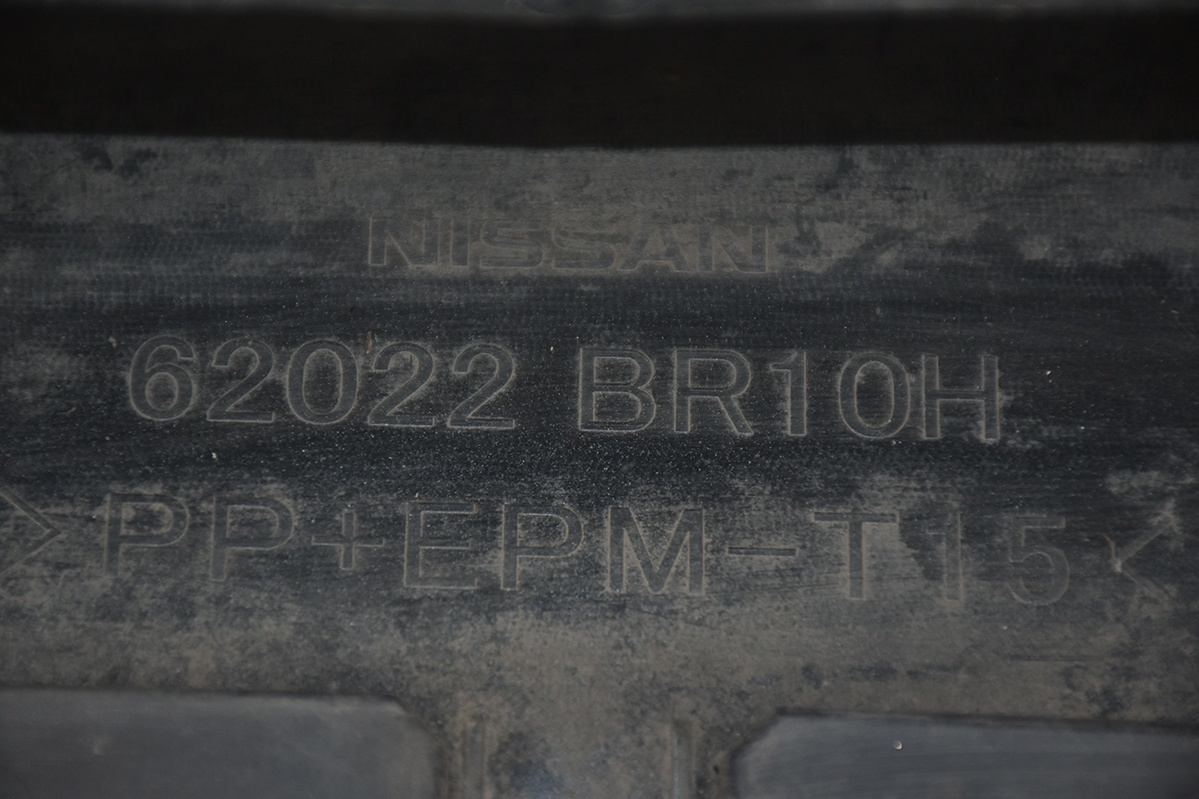 NISSAN
62022 BR10H
>PP+EPM-T15<